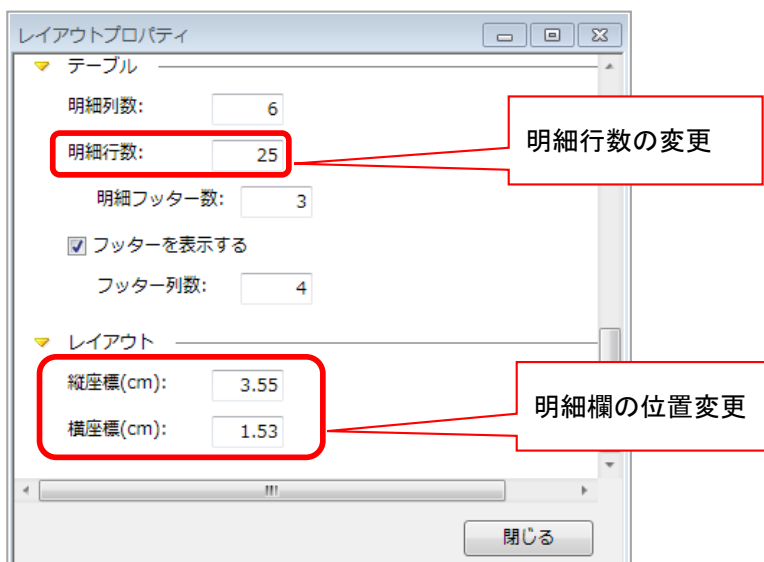 レイアウトプロパティ
テーブル
明細列数: 6
明細行数: 25
明細行数の変更
明細フッター数: 3
フッターを表示する
フッター列数: 4
レイアウト
縦座標(cm): 3.55
明細欄の位置変更
横座標(cm): 1.53
閉じる